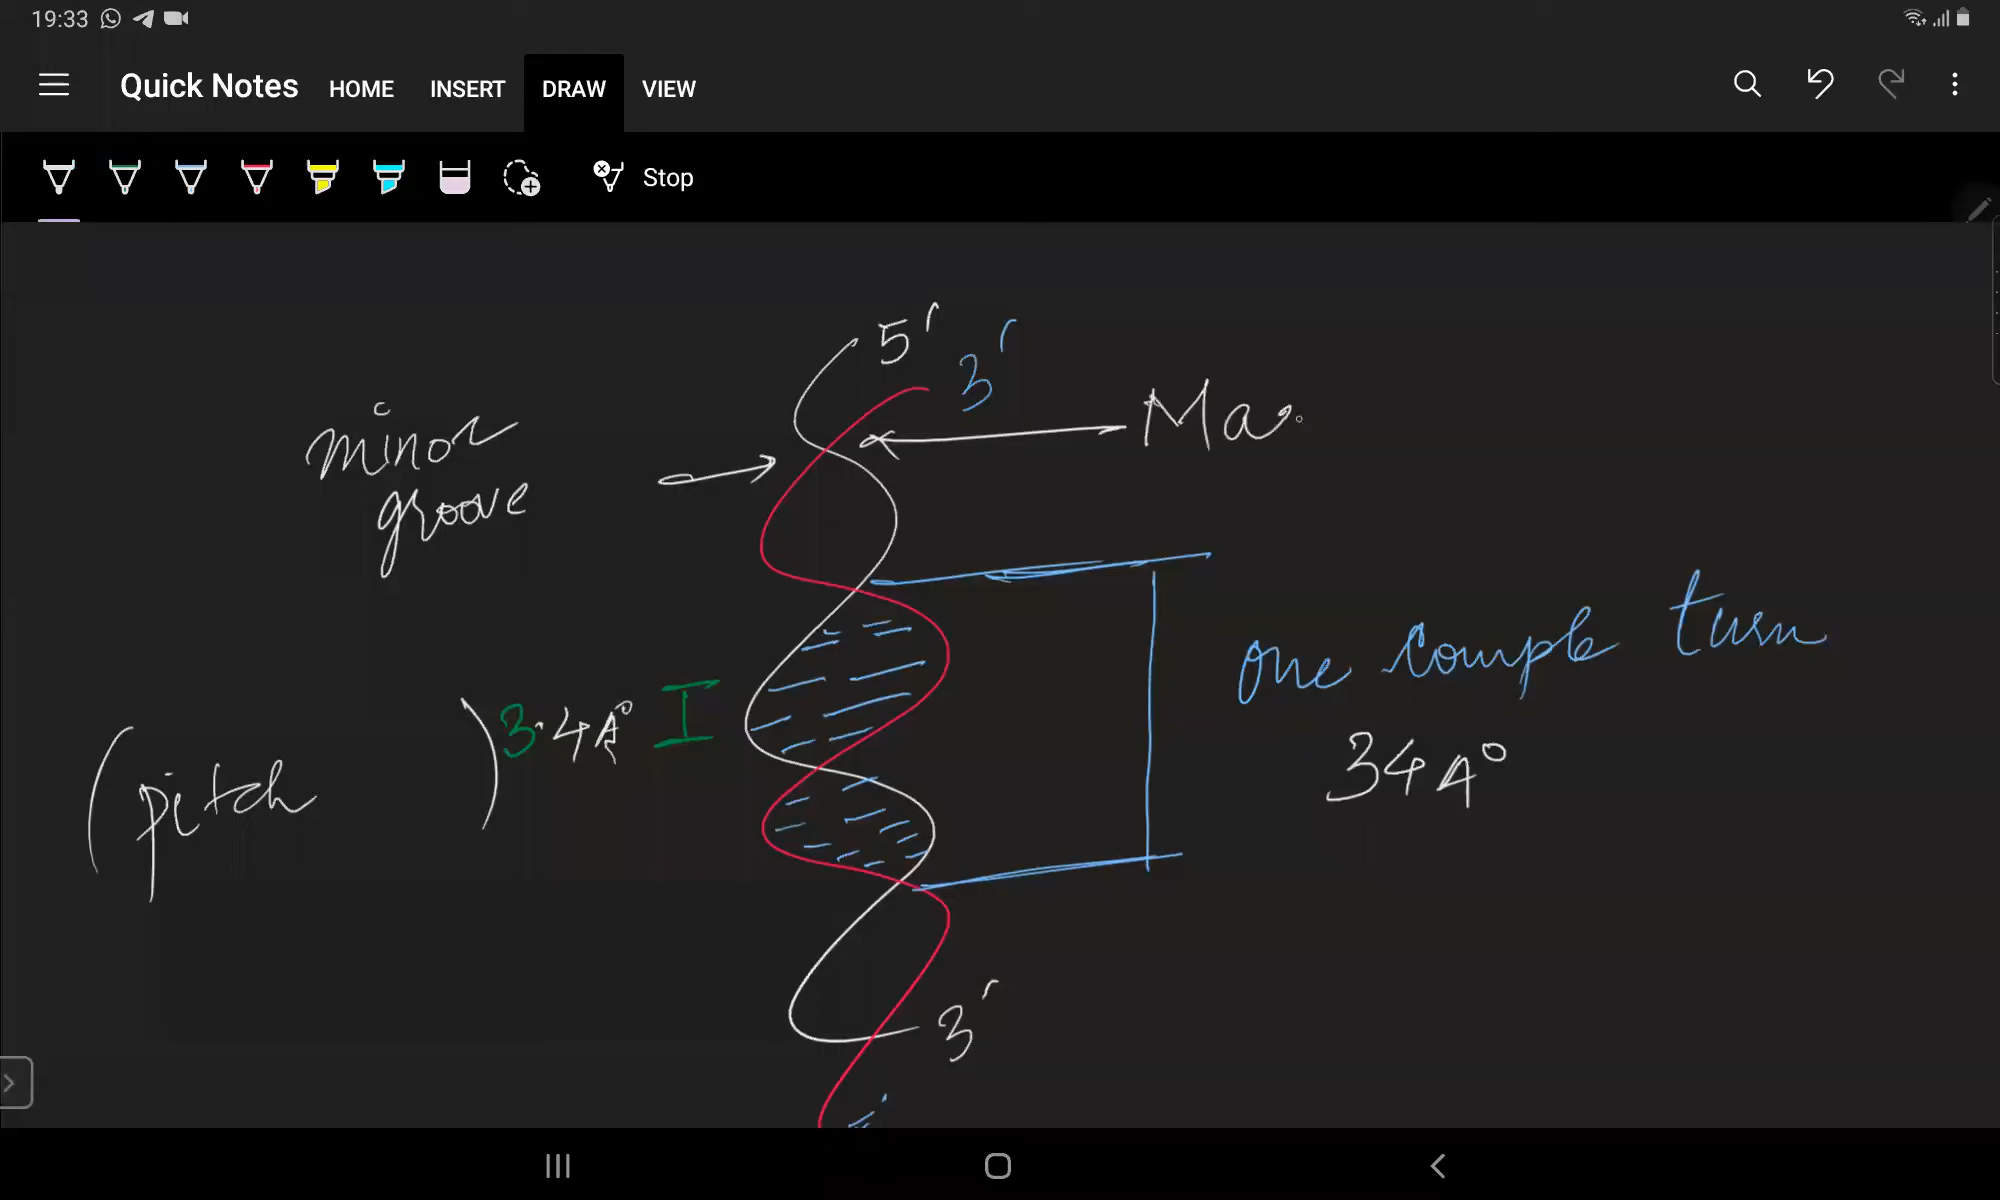 19:33
Quick Notes HOME INSERT DRAW VIEW
Stop
5'
3'
Ma
minor
groove
one comple turn
3.4A°
34A°
(pitch )
3'